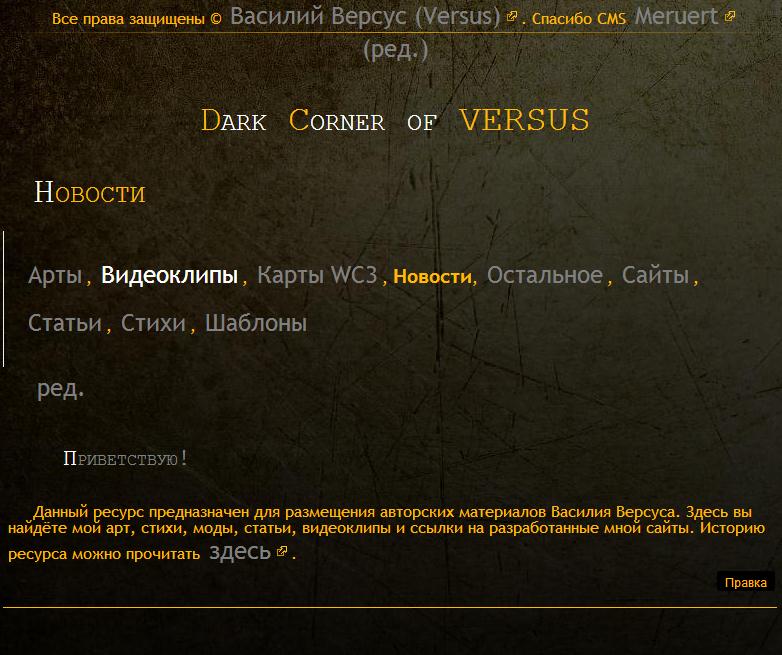 Все права защищены © Василий Версус (Versus). Спасибо CMS Meruert
(ред.)
Dark Corner of VERSUS
Новости
Арты, Видеоклипы, Карты WC3, Новости, Остальное, Сайты,
Статьи, Стихи, Шаблоны
ред.
Приветствую!
Данный ресурс предназначен для размещения авторских материалов Василия Версуса. Здесь вы
найдёте мой арт, стихи, моды, статьи, видеоклипы и ссылки на разработанные мной сайты. Историю
ресурса можно прочитать здесь.
Правка